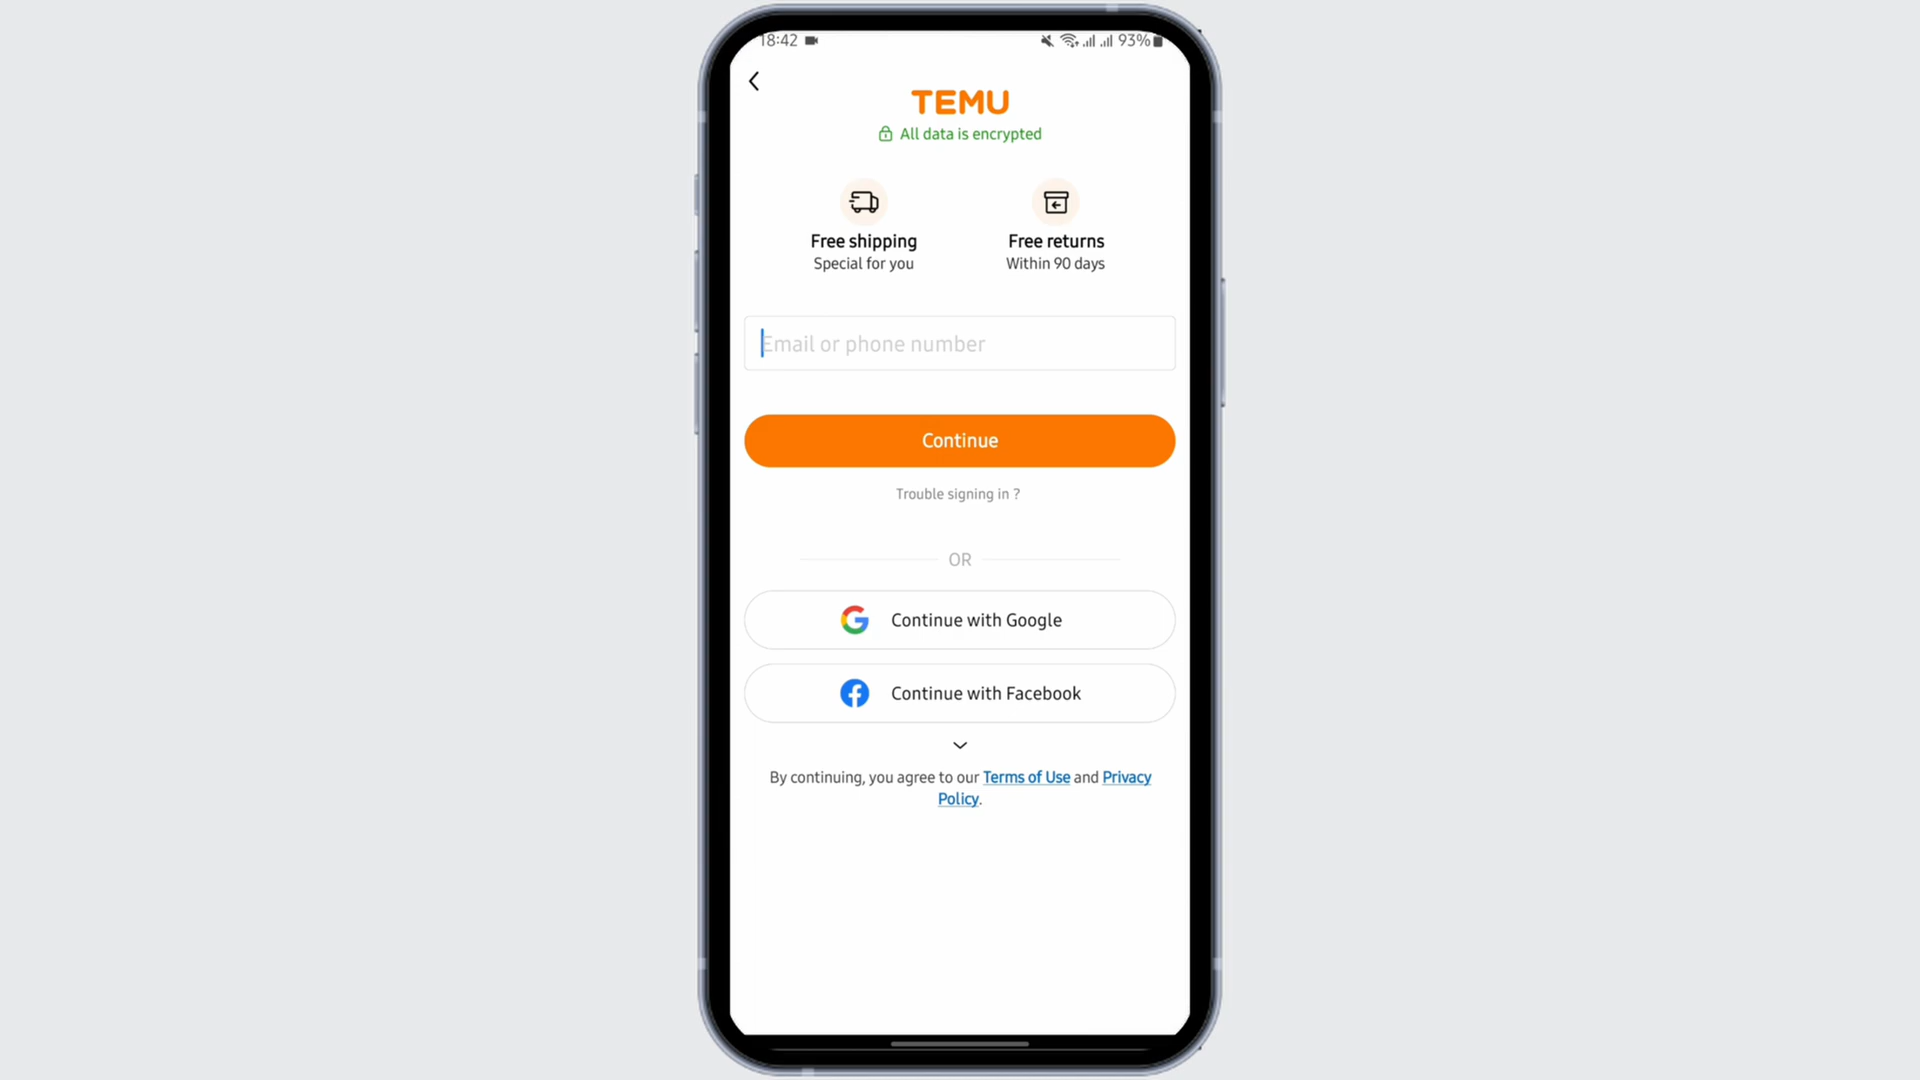 18:42 93%
TEMU
All data is encrypted
Free shipping Free returns
Special for you Within 90 days
Email or phone number
Continue
Trouble signing in ?
OR
Continue with Google
Continue with Facebook
By continuing, you agree to our Terms of Use and Privacy
Policy.